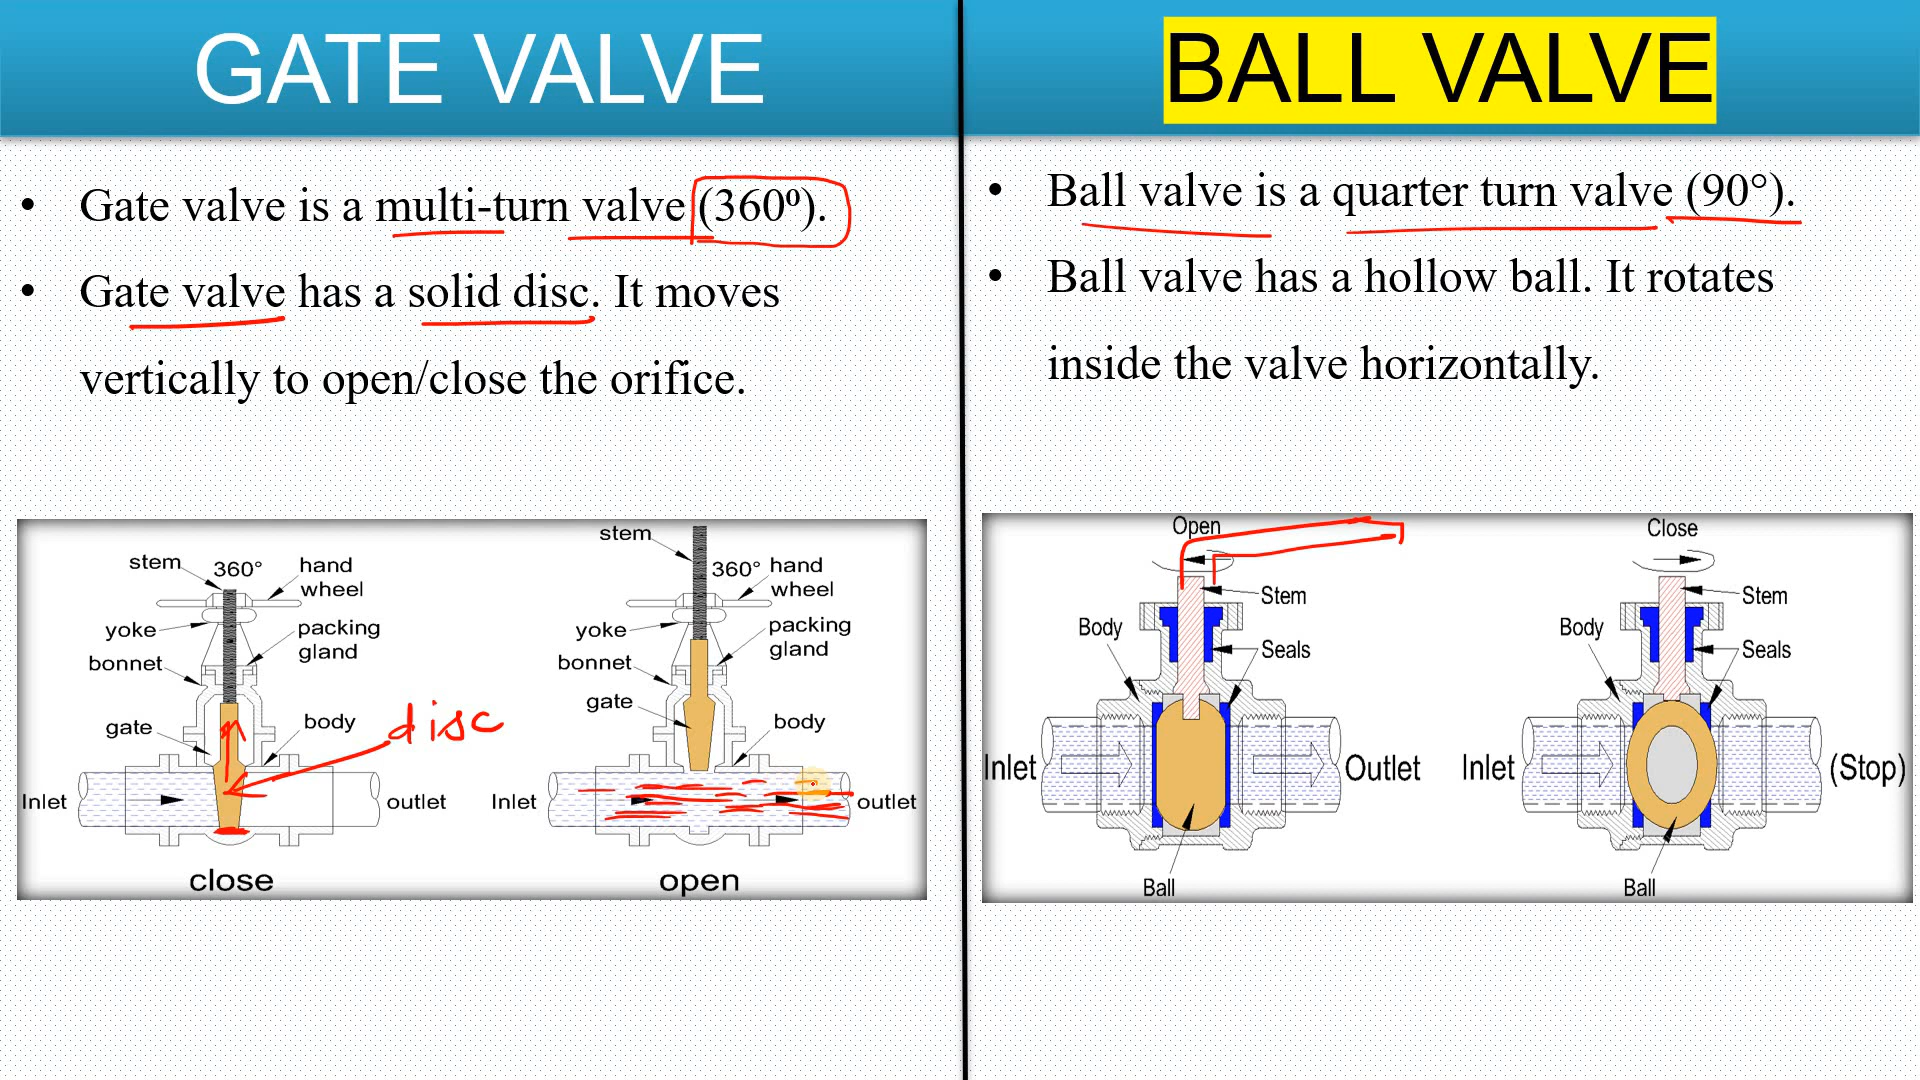 GATE VALVE
• Gate valve is a multi-turn valve (360⁰).
• Gate valve has a solid disc. It moves
vertically to open/close the orifice.
stem
360°
hand
wheel
yoke
packing
gland
bonnet
gate
body
disc
Inlet
outlet
close
stem
360°
hand
wheel
yoke
packing
gland
bonnet
gate
body
Inlet
outlet
open
BALL VALVE
• Ball valve is a quarter turn valve (90°).
• Ball valve has a hollow ball. It rotates
inside the valve horizontally.
Open
Stem
Body
Seals
Inlet
Outlet
Ball
Close
Stem
Body
Seals
Inlet
(Stop)
Ball